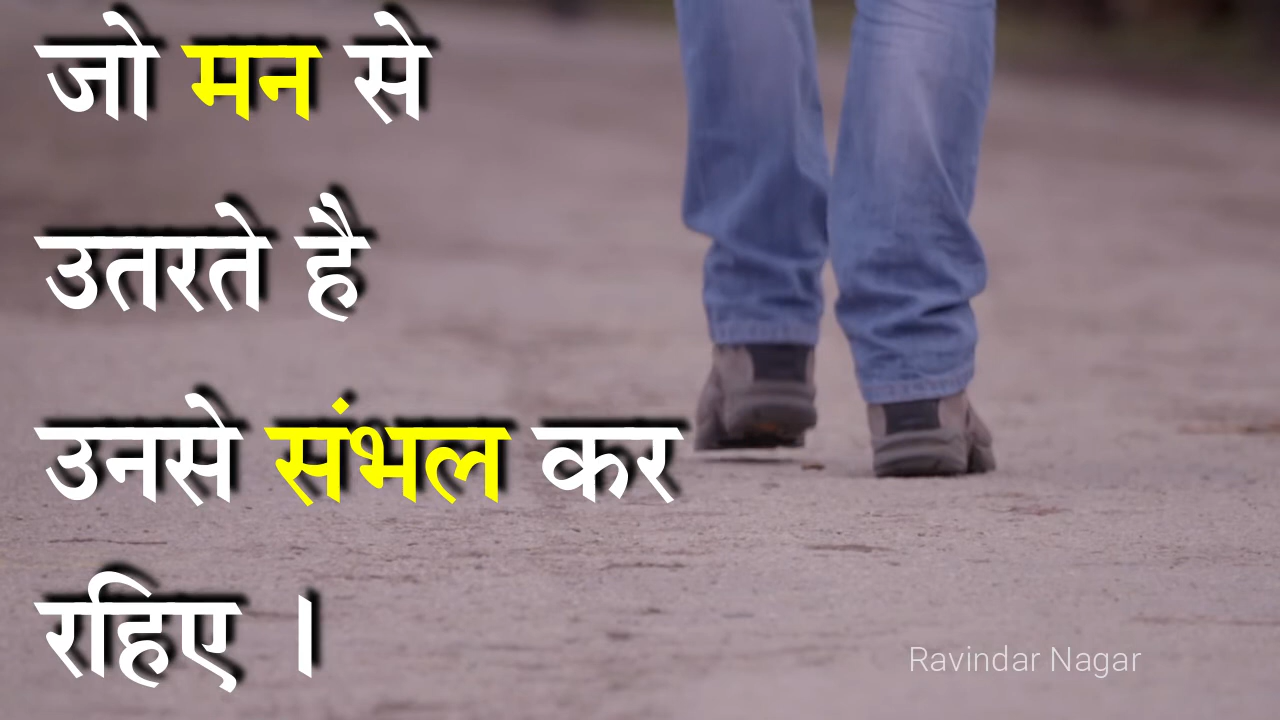 जो मन से
उतरते है
उनसे संभल कर
रहिए ।
Ravindar Nagar